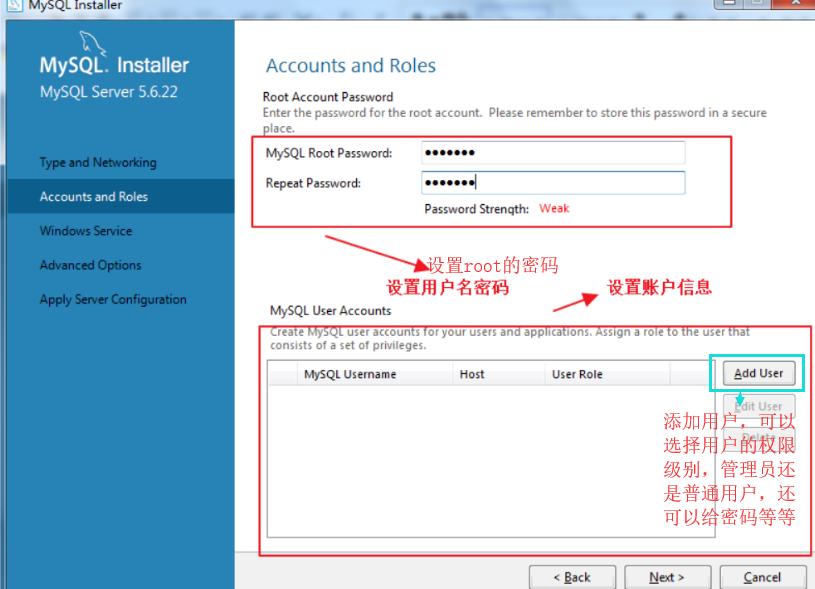 MySQL Installer
MySQL. Installer
MySQL Server 5.6.22
Type and Networking
Accounts and Roles
Windows Service
Advanced Options
Apply Server Configuration
Accounts and Roles
Root Account Password
Enter the password for the root account. Please remember to store this password in a secure
place.
MySQL Root Password: ●●●●●●●
Repeat Password: ●●●●●●●
Password Strength: Weak
设置root的密码
设置用户名密码
设置账户信息
MySQL User Accounts
Create MySQL user accounts for your users and applications. Assign a role to the user that
consists of a set of privileges.
MySQL Username Host User Role
Add User
Edit User
Delete
添加用户，可以
选择用户的权限
级别，管理员还
是普通用户，还
可以给密码等等
< Back Next > Cancel